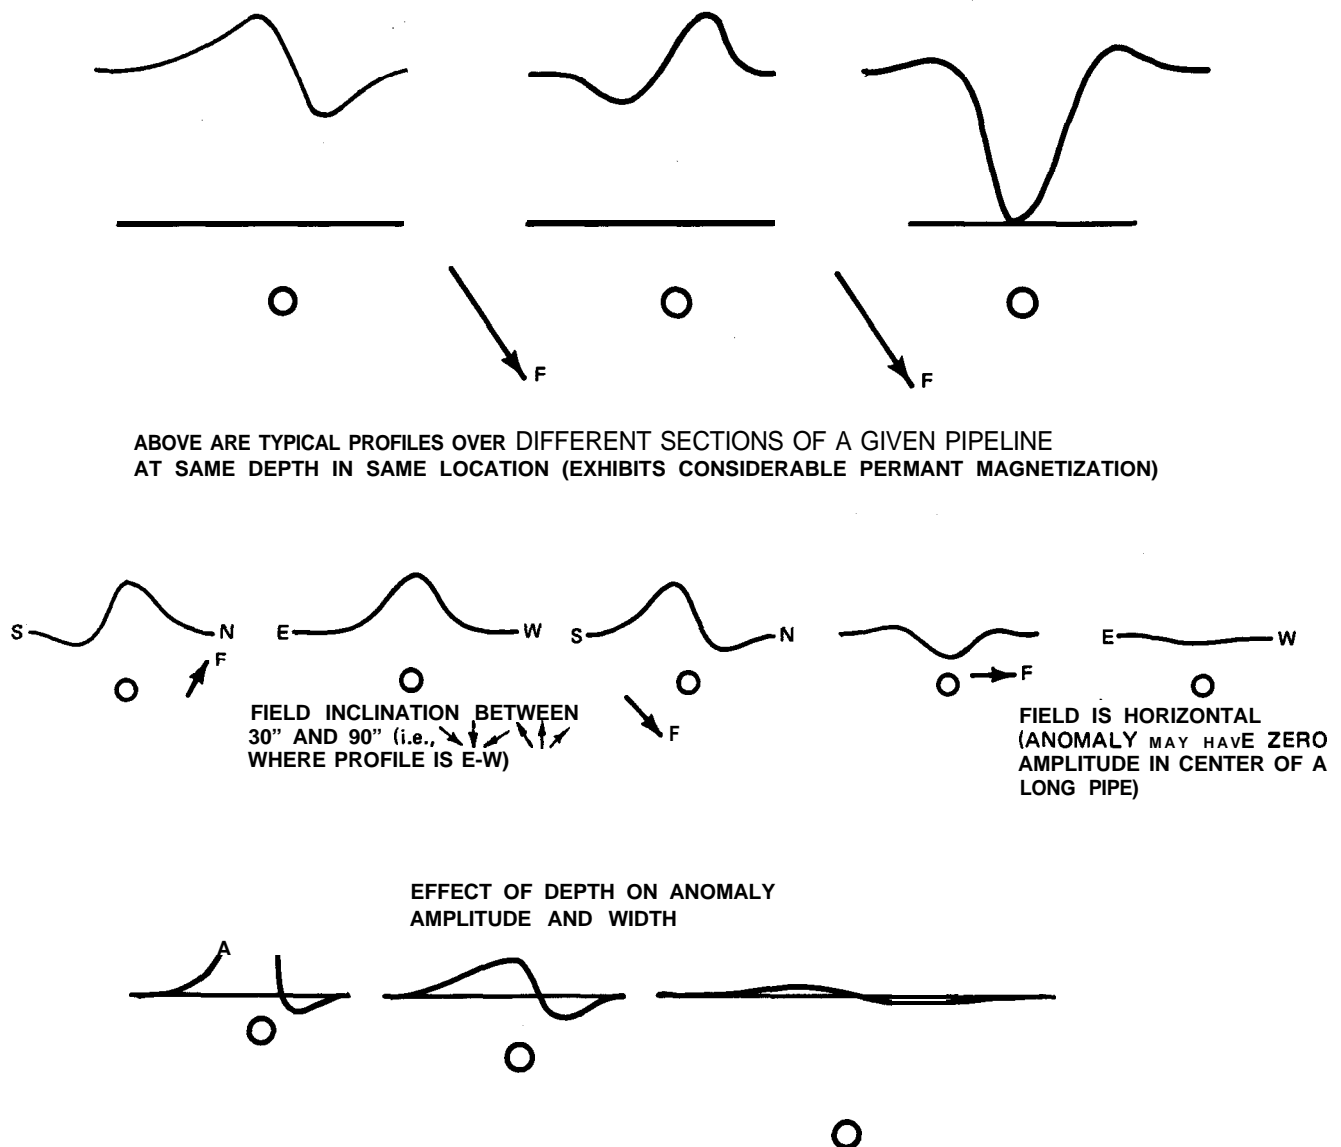 F
F
ABOVE ARE TYPICAL PROFILES OVER DIFFERENT SECTIONS OF A GIVEN PIPELINE
AT SAME DEPTH IN SAME LOCATION (EXHIBITS CONSIDERABLE PERMANT MAGNETIZATION)
S N E W S N E W
F F F
FIELD INCLINATION BETWEEN
30" AND 90" (i.e.,
WHERE PROFILE IS E-W)
FIELD IS HORIZONTAL
(ANOMALY MAY HAVE ZERO
AMPLITUDE IN CENTER OF A
LONG PIPE)
EFFECT OF DEPTH ON ANOMALY
AMPLITUDE AND WIDTH
A